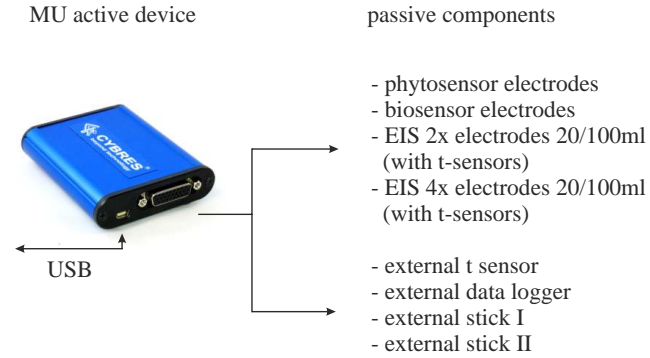 MU active device
passive components
- phytosensor electrodes
- biosensor electrodes
- EIS 2x electrodes 20/100ml
(with t-sensors)
- EIS 4x electrodes 20/100ml
(with t-sensors)
CYBRES
USB
- external t sensor
- external data logger
- external stick I
- external stick II